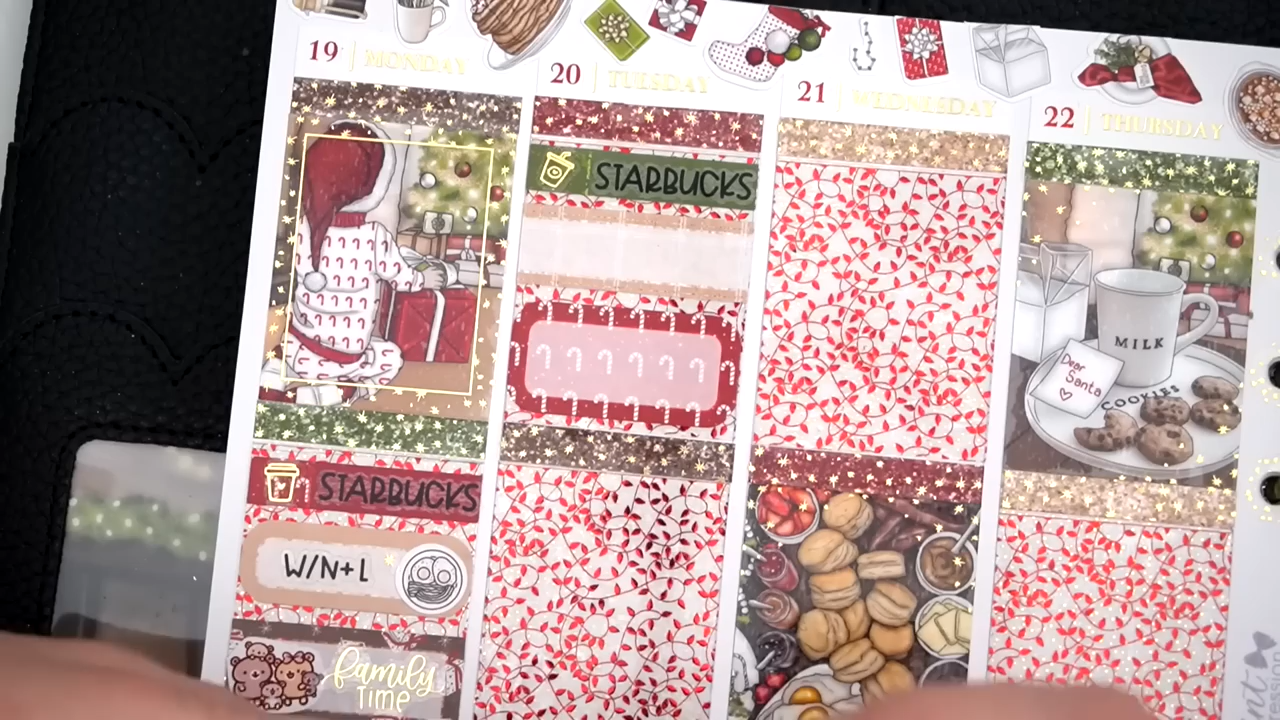 19 | MONDAY
20 | TUESDAY
21 | WEDNESDAY
22 | THURSDAY
STARBUCKS
STARBUCKS
W/N+L
family
TIME
MILK
Dear
Santa
COOKIES